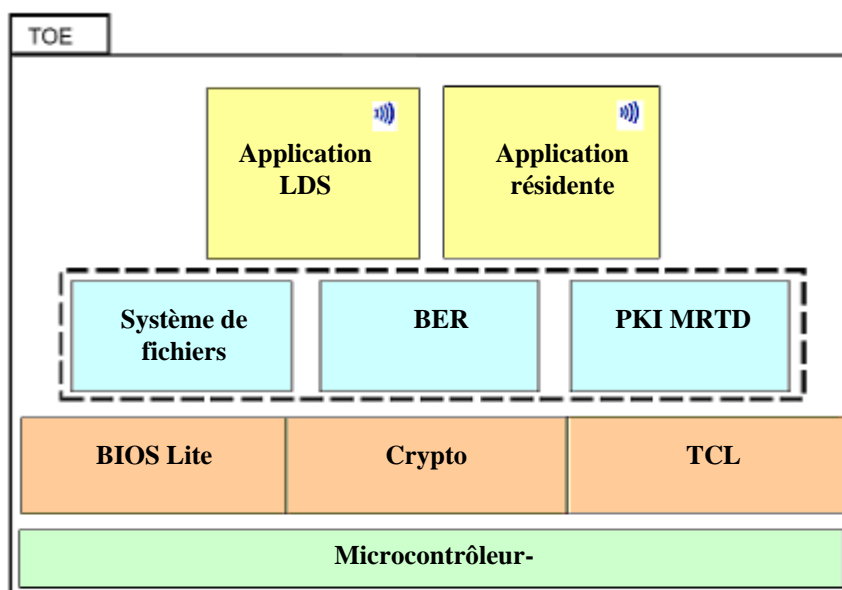 TOE
Application
LDS
Application
résidente
Système de
fichiers
BER
PKI MRTD
BIOS Lite
Crypto
TCL
Microcontrôleur-